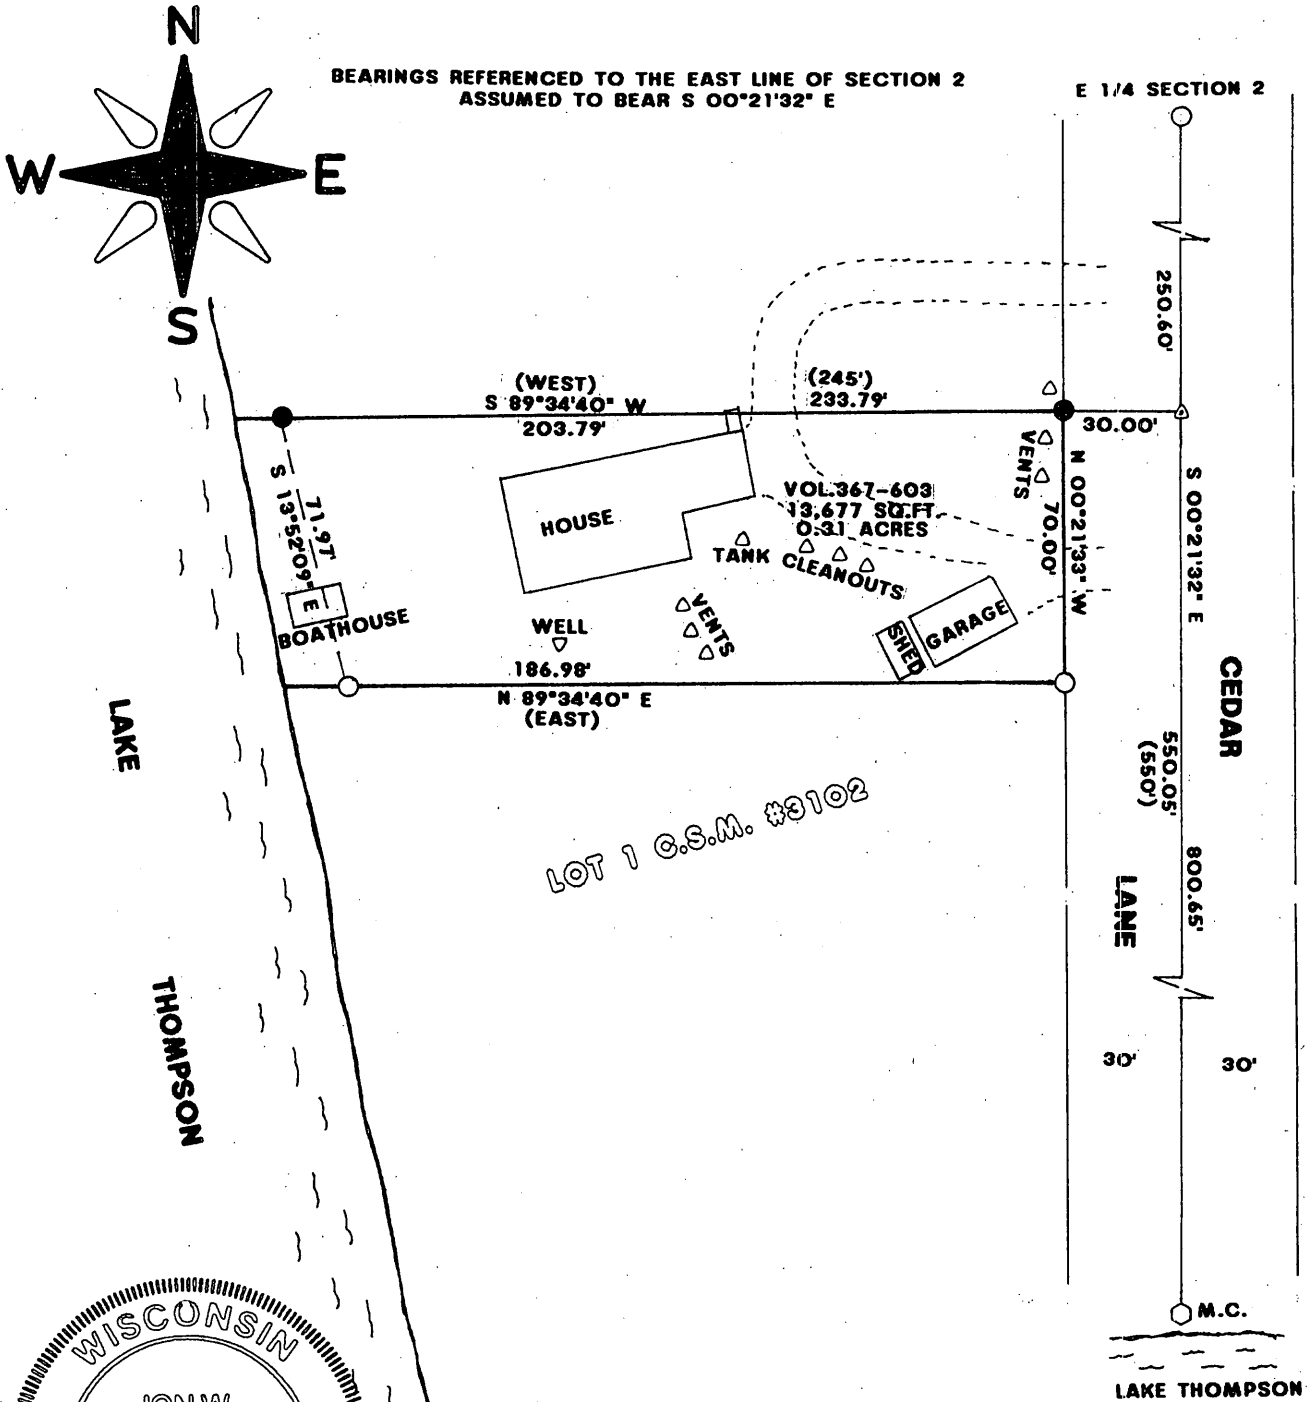 N
W
E
S
BEARINGS REFERENCED TO THE EAST LINE OF SECTION 2
ASSUMED TO BEAR S 00°21'32" E
E 1/4 SECTION 2
250.60'
(WEST)
S 89°34'40" W
203.79'
(245')
233.79'
30.00'
VENTS
N 00°21'33" W
70.00'
S 00°21'32" E
71.97'
S 13°52'09" E
HOUSE
VOL.367-603
13,677 SQ.FT.
0.31 ACRES
TANK
CLEANOUTS
BOATHOUSE
WELL
VENTS
SHED
GARAGE
186.98'
N 89°34'40" E
(EAST)
LAKE
THOMPSON
LOT 1 C.S.M. #3102
CEDAR
LANE
550.05'
(550')
800.65'
30'
30'
M.C.
LAKE THOMPSON
WISCONSIN